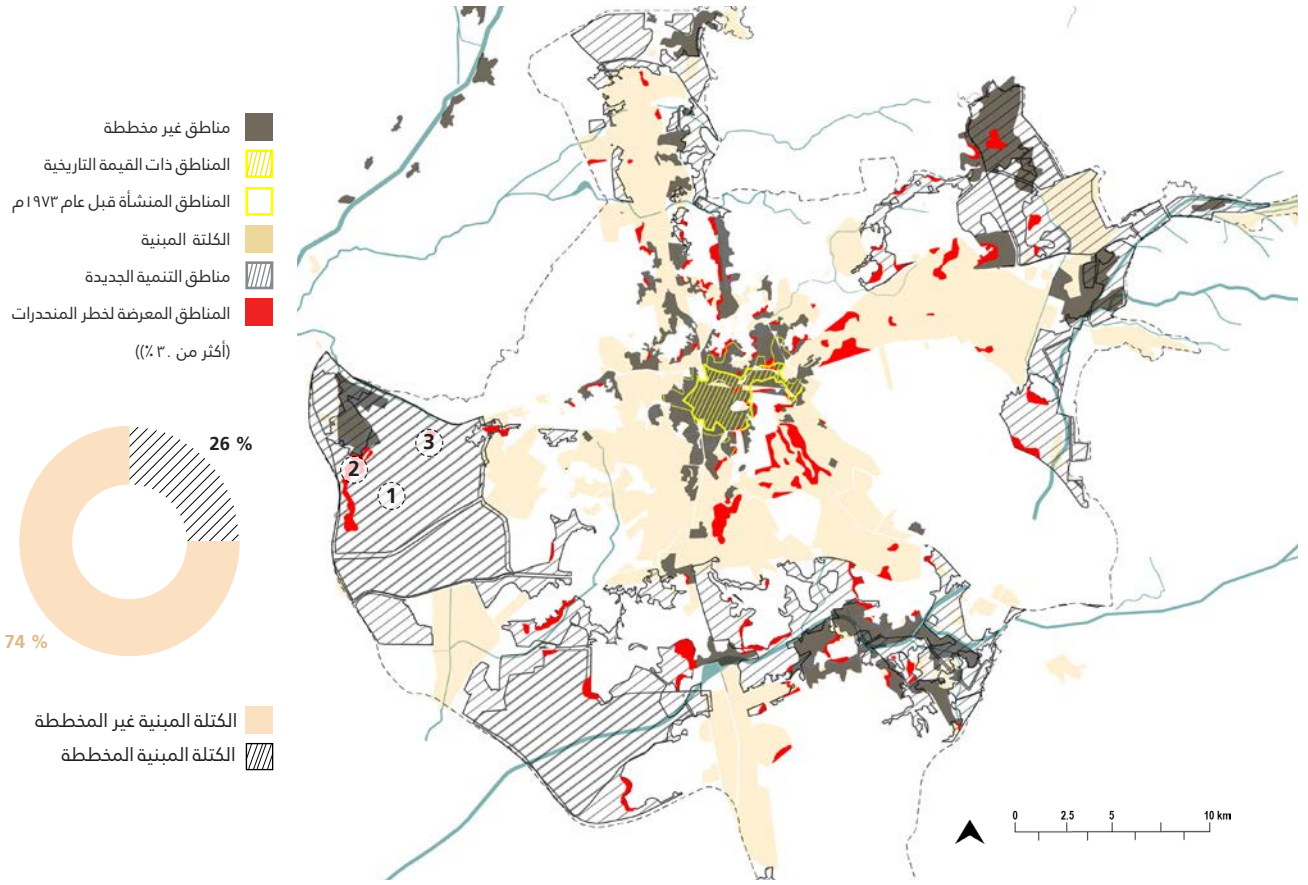 مناطق غير مخططة
المناطق ذات القيمة التاريخية
المناطق المنشأة قبل عام ١٩٧٣م
الكلتة المبنية
مناطق التنمية الجديدة
المناطق المعرضة لخطر المنحدرات
(أكثر من ٣٠٪))
26 %
74 %
الكتلة المبنية غير المخططة
الكتلة المبنية المخططة
3
2
1
0 2.5 5 10 km